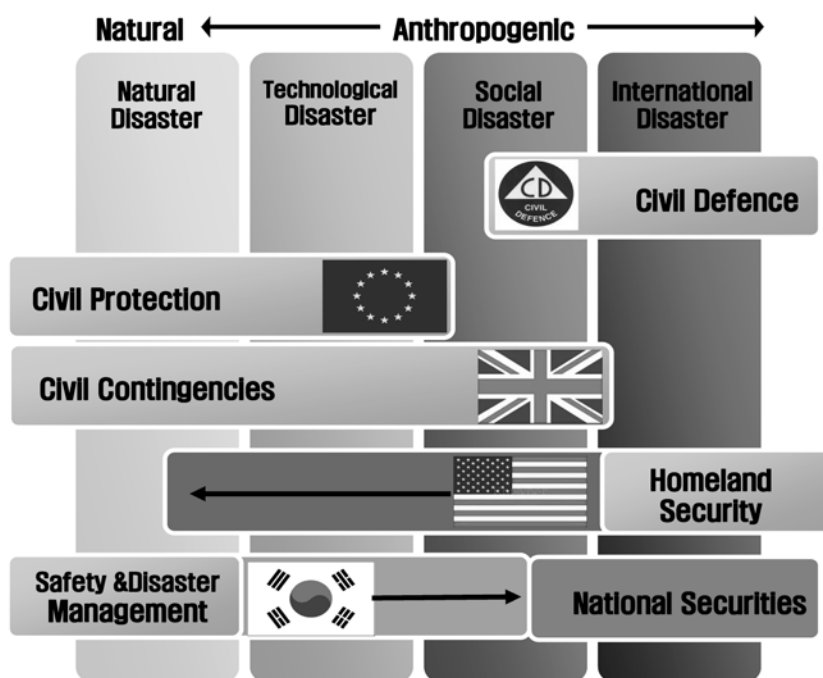 Natural
Anthropogenic
Natural
Disaster
Technological
Disaster
Social
Disaster
International
Disaster
CD
CIVIL
DEFENCE
Civil Defence
Civil Protection
Civil Contingencies
Homeland
Security
Safety &Disaster
Management
National Securities